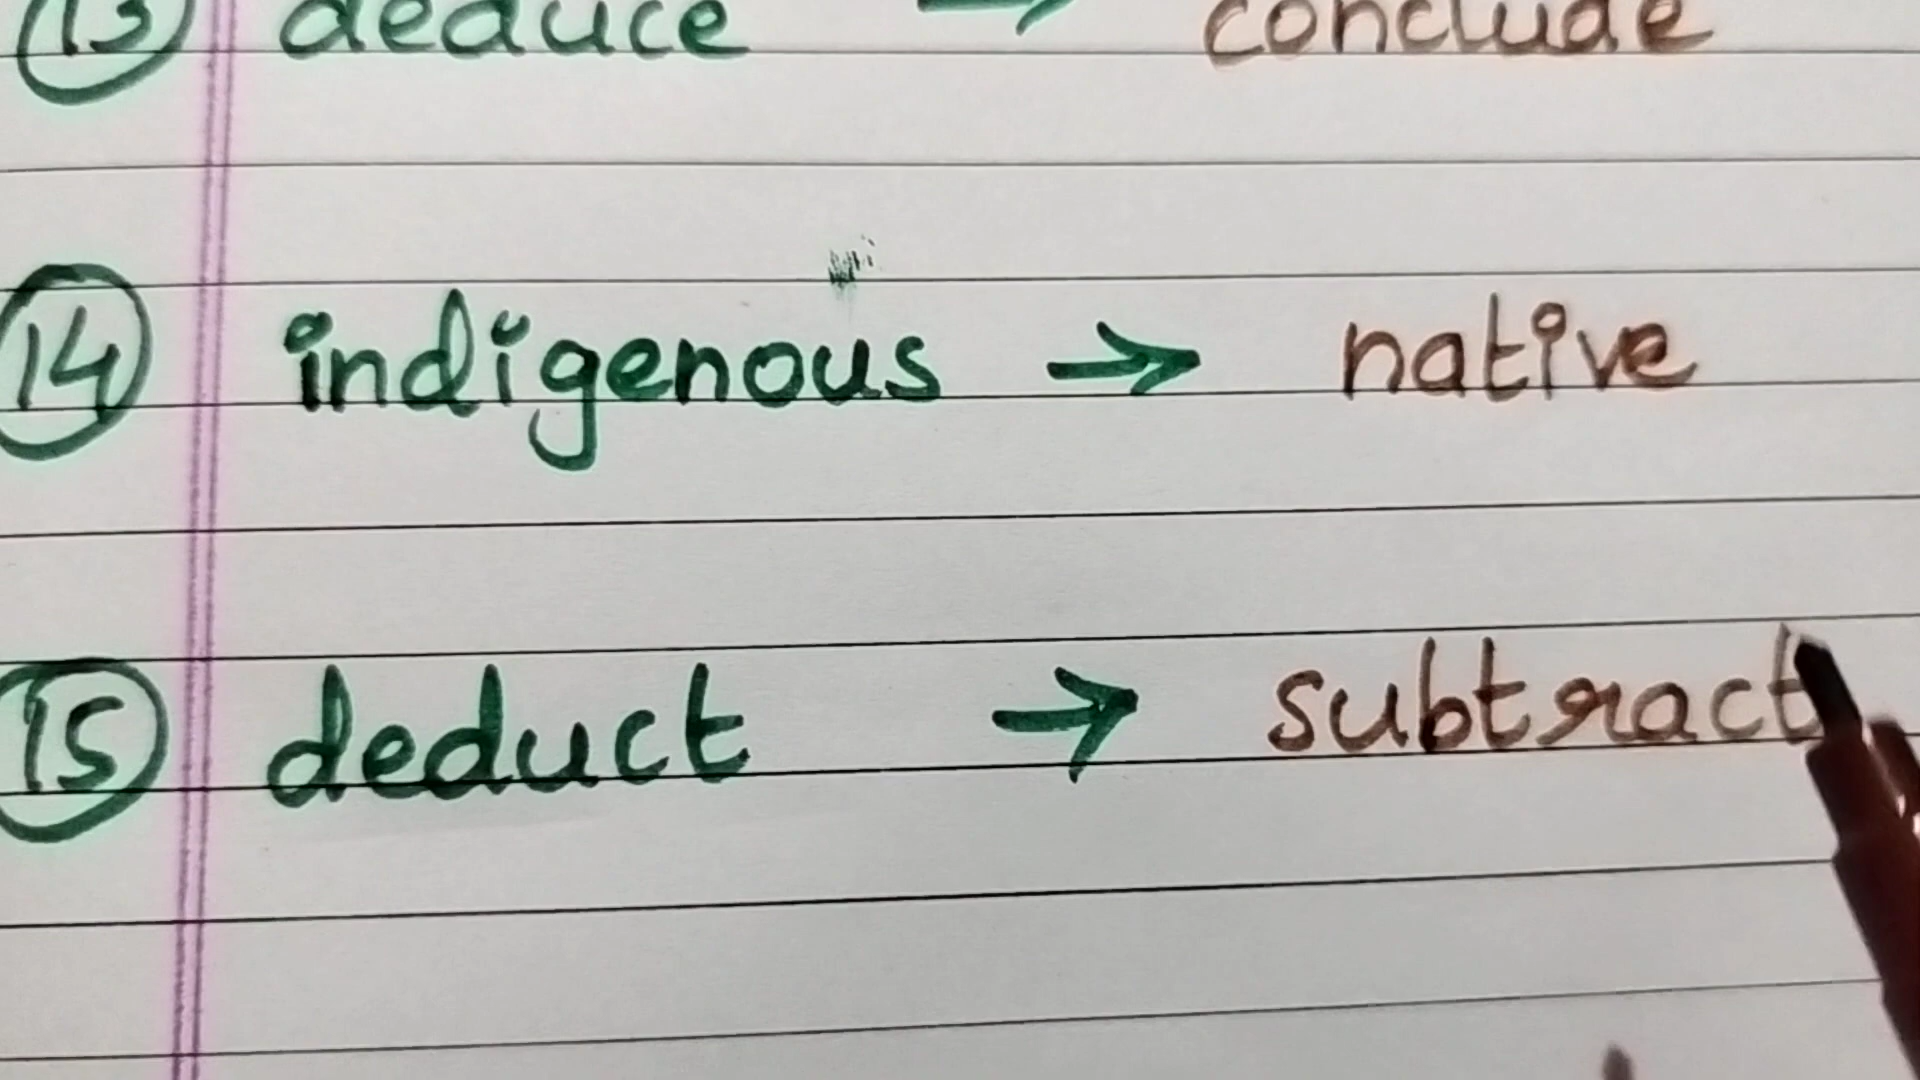 13 deduce → conclude
14 indigenous → native
15 deduct → subtract